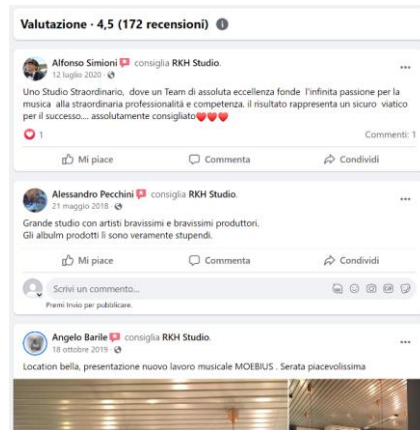 Valutazione · 4,5 (172 recensioni)
Alfonso Simioni consiglia RKH Studio.
12 luglio 2020 ·
Uno Studio Straordinario, dove un Team di assoluta eccellenza fonde l'infinita passione per la
musica alla straordinaria professionalità e competenza. il risultato rappresenta un sicuro viatico
per il successo.... assolutamente consigliato❤❤❤
1
Commenti: 1
Mi piace Commenta Condividi
Alessandro Pecchini consiglia RKH Studio.
21 maggio 2018 ·
Grande studio con artisti bravissimi e bravissimi produttori.
Gli albulm prodotti lì sono veramente stupendi.
Mi piace Commenta Condividi
Scrivi un commento...
Premi Invio per pubblicare.
Angelo Barile consiglia RKH Studio.
18 ottobre 2019 ·
Location bella, presentazione nuovo lavoro musicale MOEBIUS . Serata piacevolissima